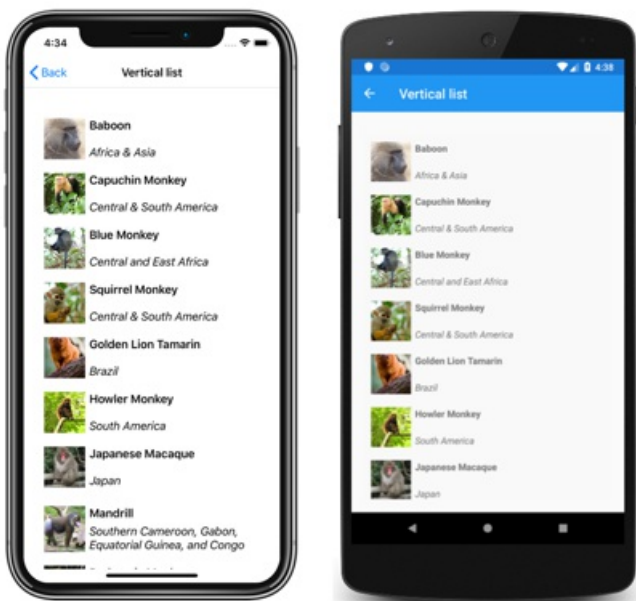 4:34
Back
Vertical list
Baboon
Africa & Asia
Capuchin Monkey
Central & South America
Blue Monkey
Central and East Africa
Squirrel Monkey
Central & South America
Golden Lion Tamarin
Brazil
Howler Monkey
South America
Japanese Macaque
Japan
Mandrill
Southern Cameroon, Gabon,
Equatorial Guinea, and Congo
4:38
Vertical list
Baboon
Africa & Asia
Capuchin Monkey
Central & South America
Blue Monkey
Central and East Africa
Squirrel Monkey
Central & South America
Golden Lion Tamarin
Brazil
Howler Monkey
South America
Japanese Macaque
Japan